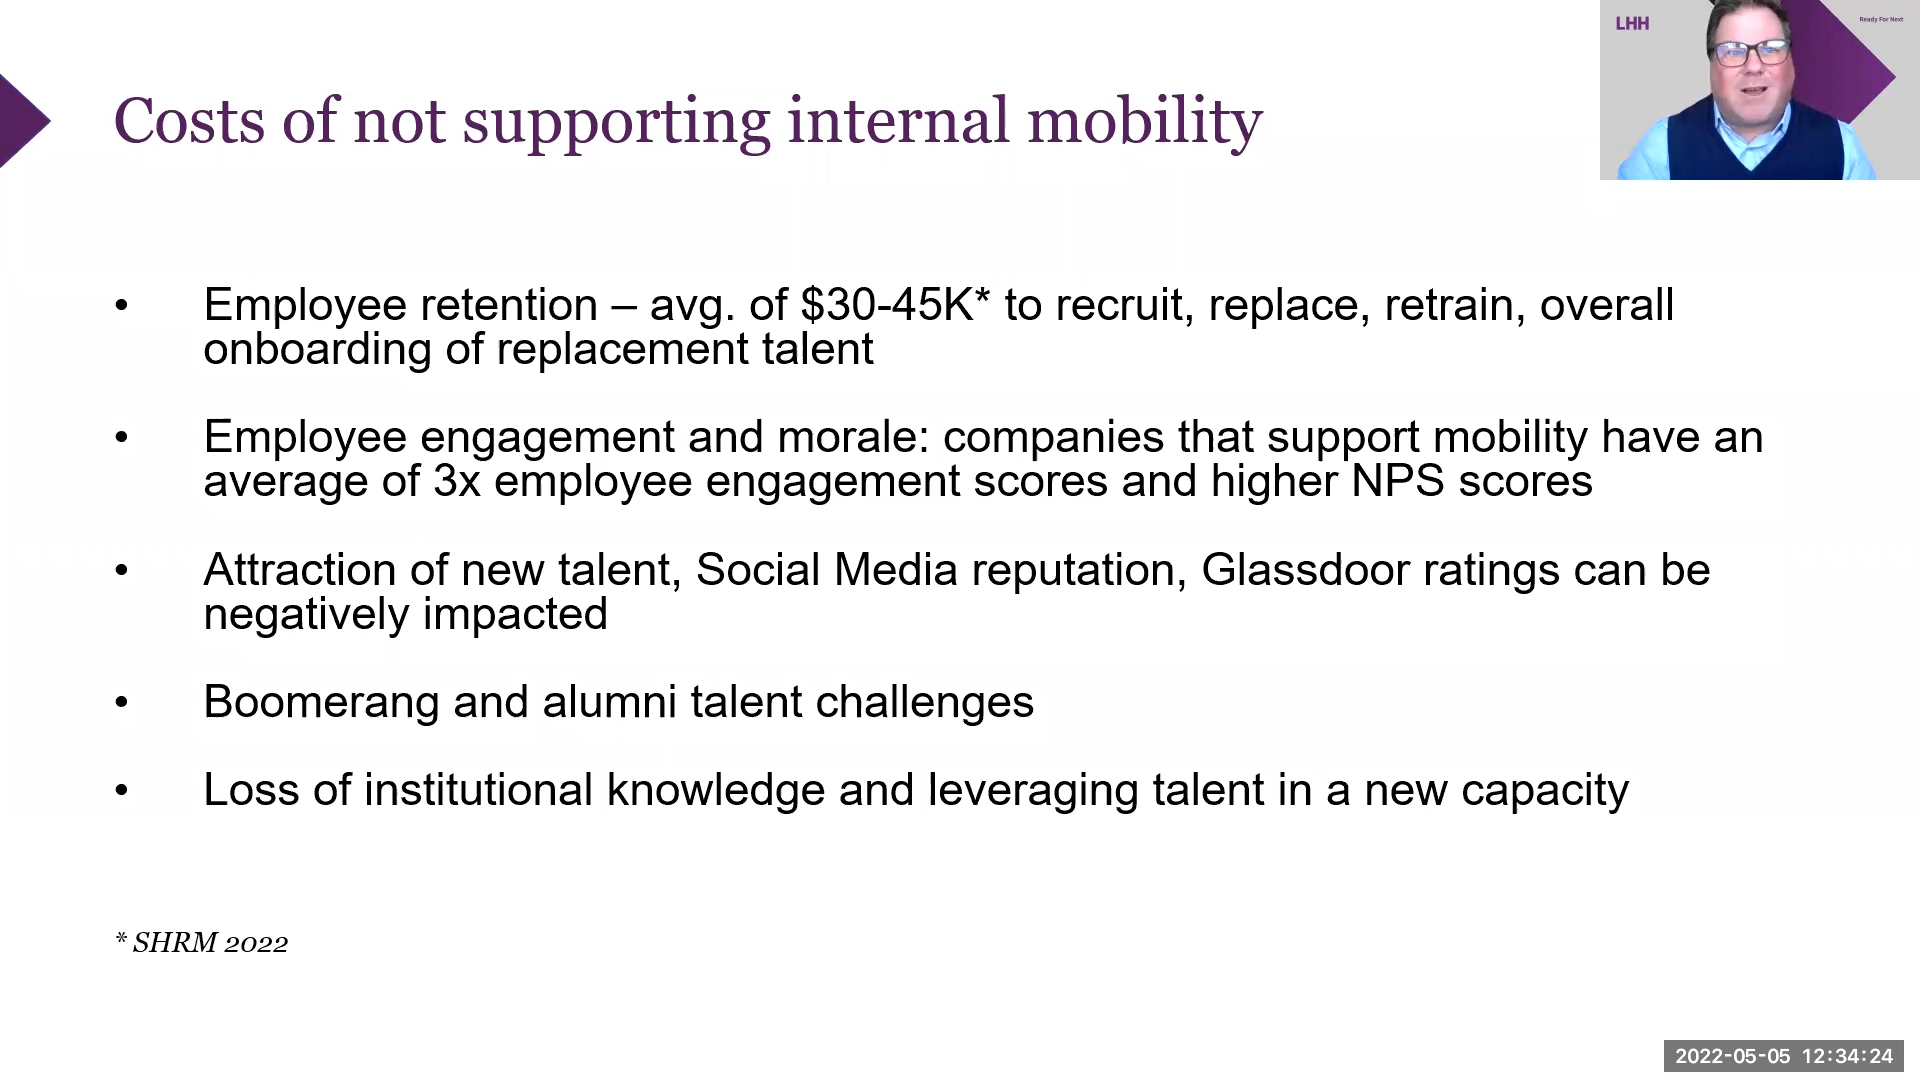 LHH
Ready For Next
Costs of not supporting internal mobility
• Employee retention – avg. of $30-45K* to recruit, replace, retrain, overall
onboarding of replacement talent
• Employee engagement and morale: companies that support mobility have an
average of 3x employee engagement scores and higher NPS scores
• Attraction of new talent, Social Media reputation, Glassdoor ratings can be
negatively impacted
• Boomerang and alumni talent challenges
• Loss of institutional knowledge and leveraging talent in a new capacity
* SHRM 2022
2022-05-05 12:34:24